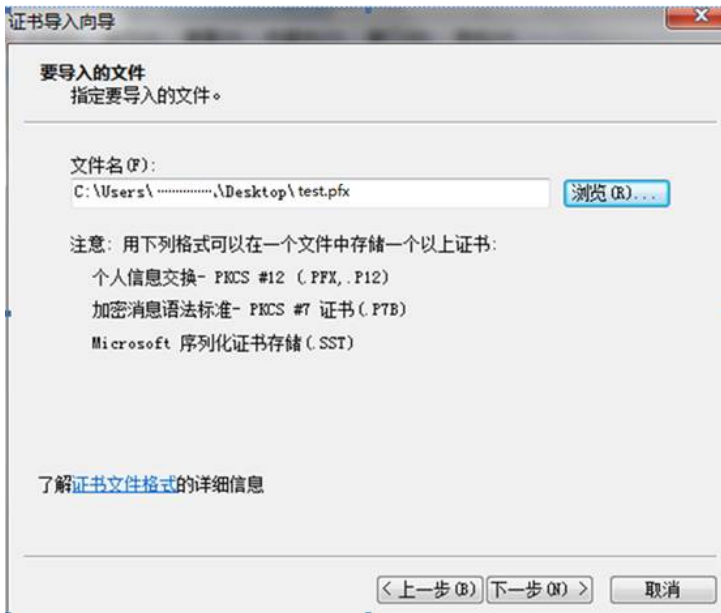 证书导入向导
要导入的文件
指定要导入的文件。
文件名(F):
C:\Users\ ..............\Desktop\ test.pfx
浏览(R)...
注意: 用下列格式可以在一个文件中存储一个以上证书:
个人信息交换- PKCS #12 (.PFX,.P12)
加密消息语法标准- PKCS #7 证书(.P7B)
Microsoft 序列化证书存储(.SST)
了解证书文件格式的详细信息
< 上一步(B) 下一步(N) > 取消